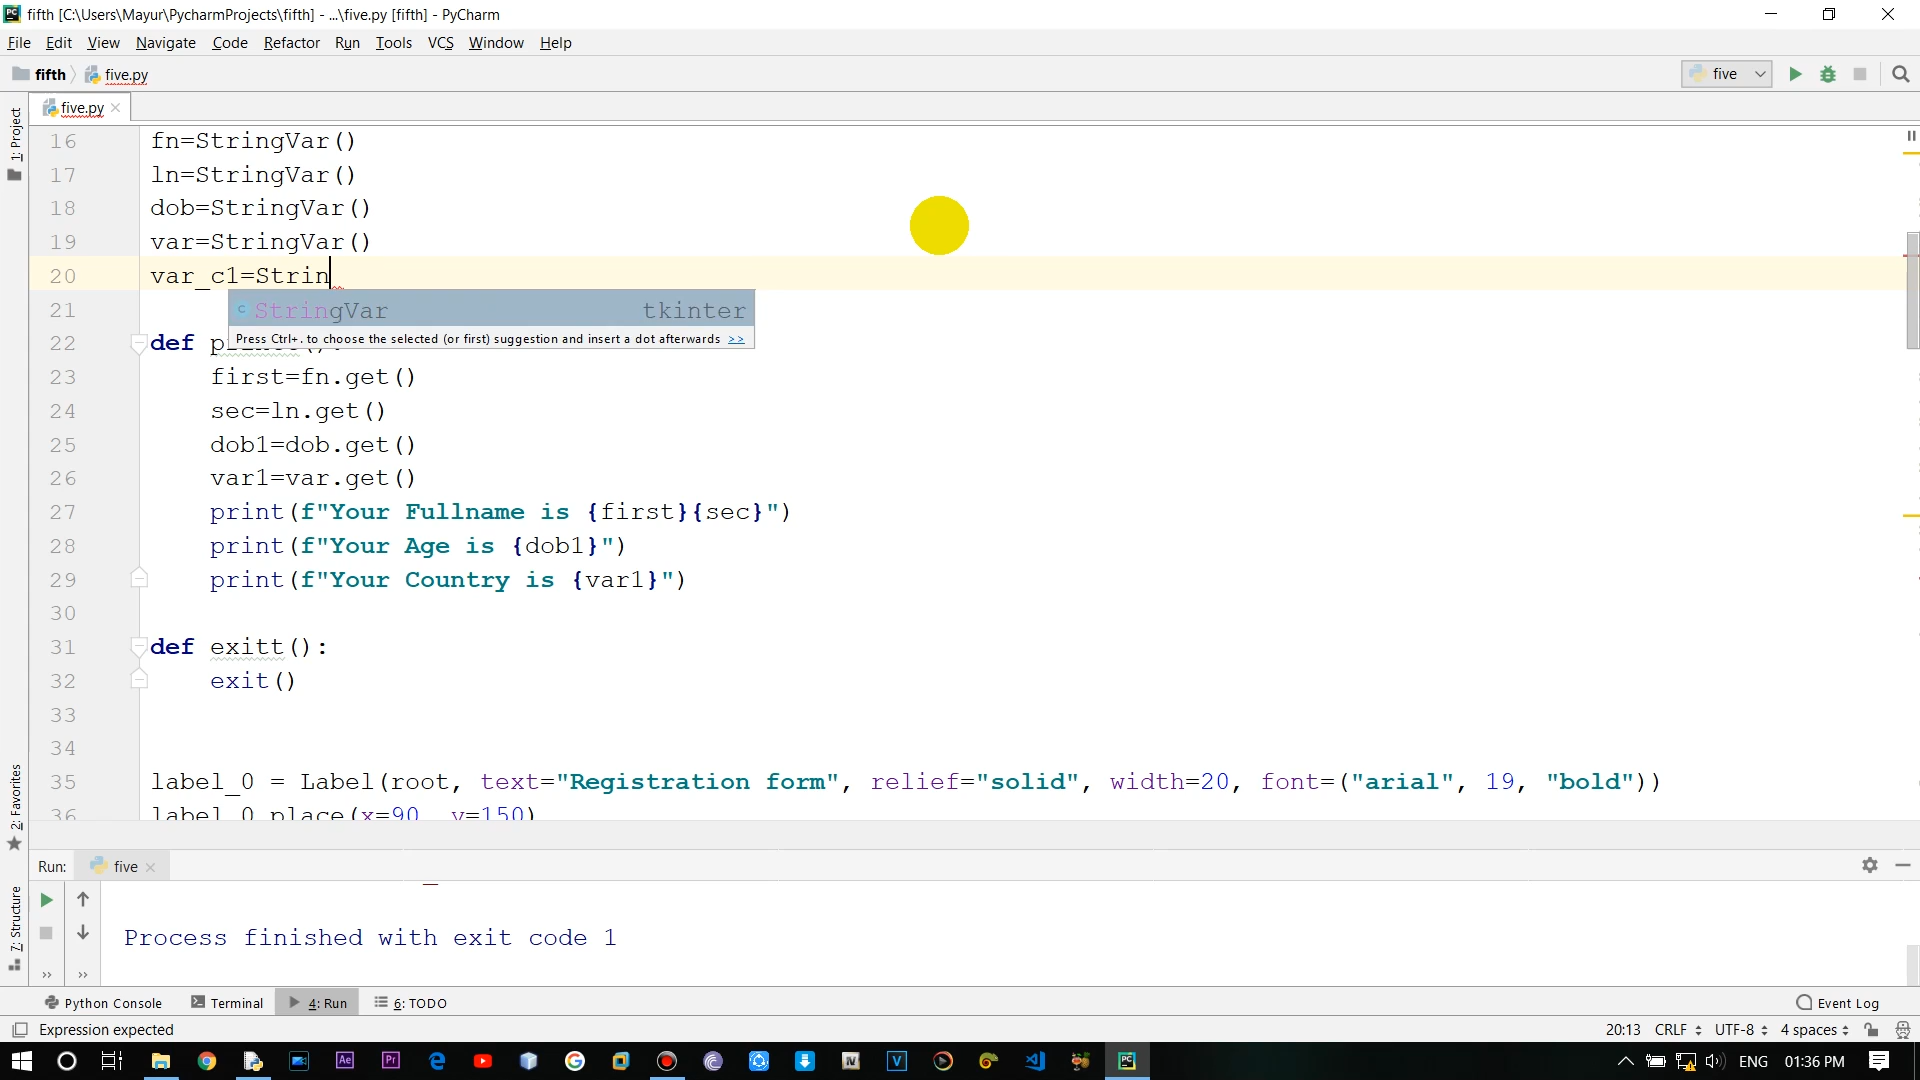 fifth [C:\Users\Mayur\PycharmProjects\fifth] - ...\five.py [fifth] - PyCharm
File Edit View Navigate Code Refactor Run Tools VCS Window Help
fifth five.py five
five.py
1: Project
16 fn=StringVar()
17 ln=StringVar()
18 dob=StringVar()
19 var=StringVar()
20 var_c1=Strin
StringVar tkinter
21
Press Ctrl+. to choose the selected (or first) suggestion and insert a dot afterwards >>
22 def
23 first=fn.get()
24 sec=ln.get()
25 dob1=dob.get()
26 var1=var.get()
27 print(f"Your Fullname is {first}{sec}")
28 print(f"Your Age is {dob1}")
29 print(f"Your Country is {var1}")
30
31 def exitt():
32 exit()
33
34
35 label_0 = Label(root, text="Registration form", relief="solid", width=20, font=("arial", 19, "bold"))
36 label_0.place(x=90, y=150)
2: Favorites
7: Structure
Run: five
Process finished with exit code 1
Python Console Terminal 4: Run 6: TODO Event Log
Expression expected 20:13 CRLF UTF-8 4 spaces
ENG 01:36 PM